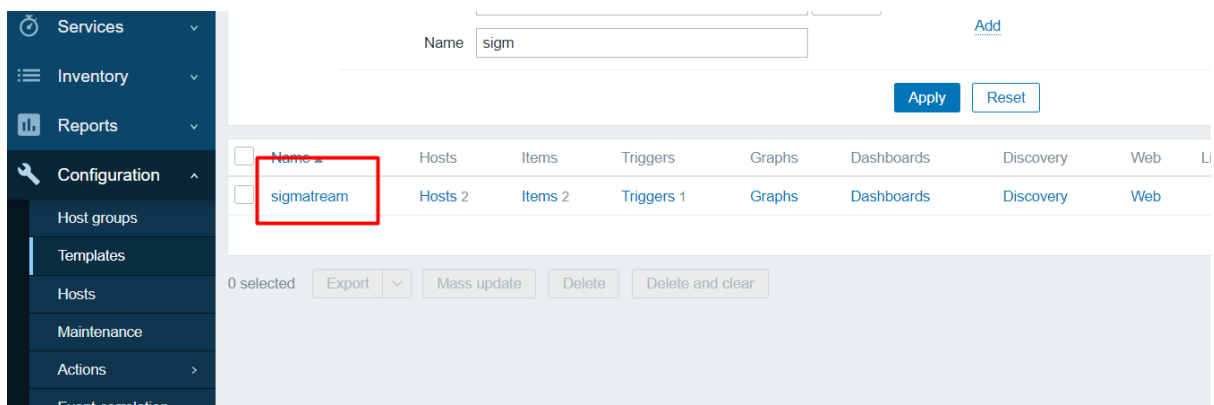 Services
Inventory
Reports
Configuration
Host groups
Templates
Hosts
Maintenance
Actions
Add
Name sigm
Apply Reset
Name Hosts Items Triggers Graphs Dashboards Discovery Web
sigmatream Hosts 2 Items 2 Triggers 1 Graphs Dashboards Discovery Web
0 selected Export Mass update Delete Delete and clear